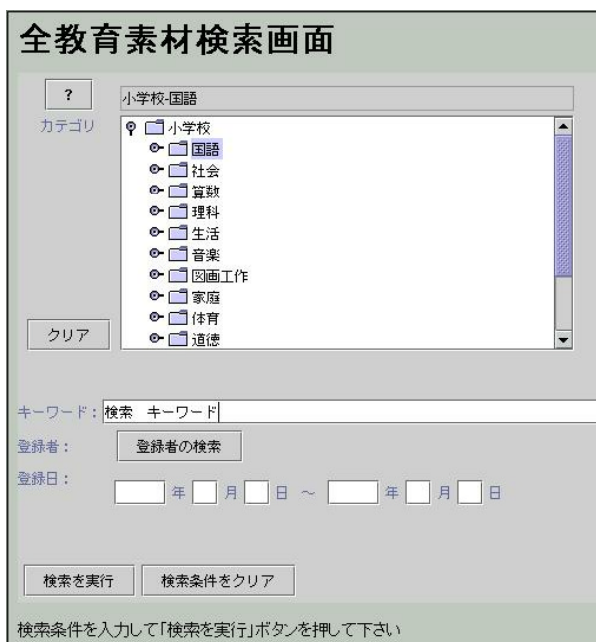 全教育素材検索画面
?
小学校-国語
カテゴリ
小学校
国語
社会
算数
理科
生活
音楽
図画工作
家庭
体育
道徳
クリア
キーワード：検索　キーワード
登録者： 登録者の検索
登録日： 年 月 日 ～ 年 月 日
検索を実行 検索条件をクリア
検索条件を入力して「検索を実行」ボタンを押して下さい